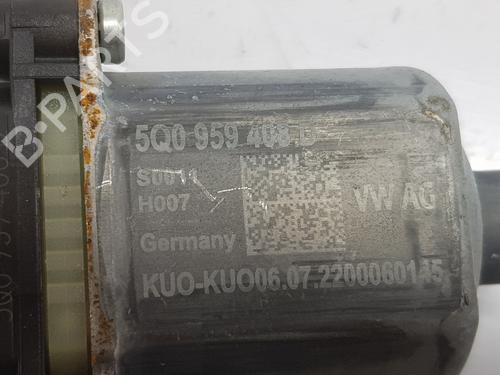 B-PARTS
5Q0 959 408
S0011
H007
Germany
VW AG
KUO-KUO06.07.2200060145